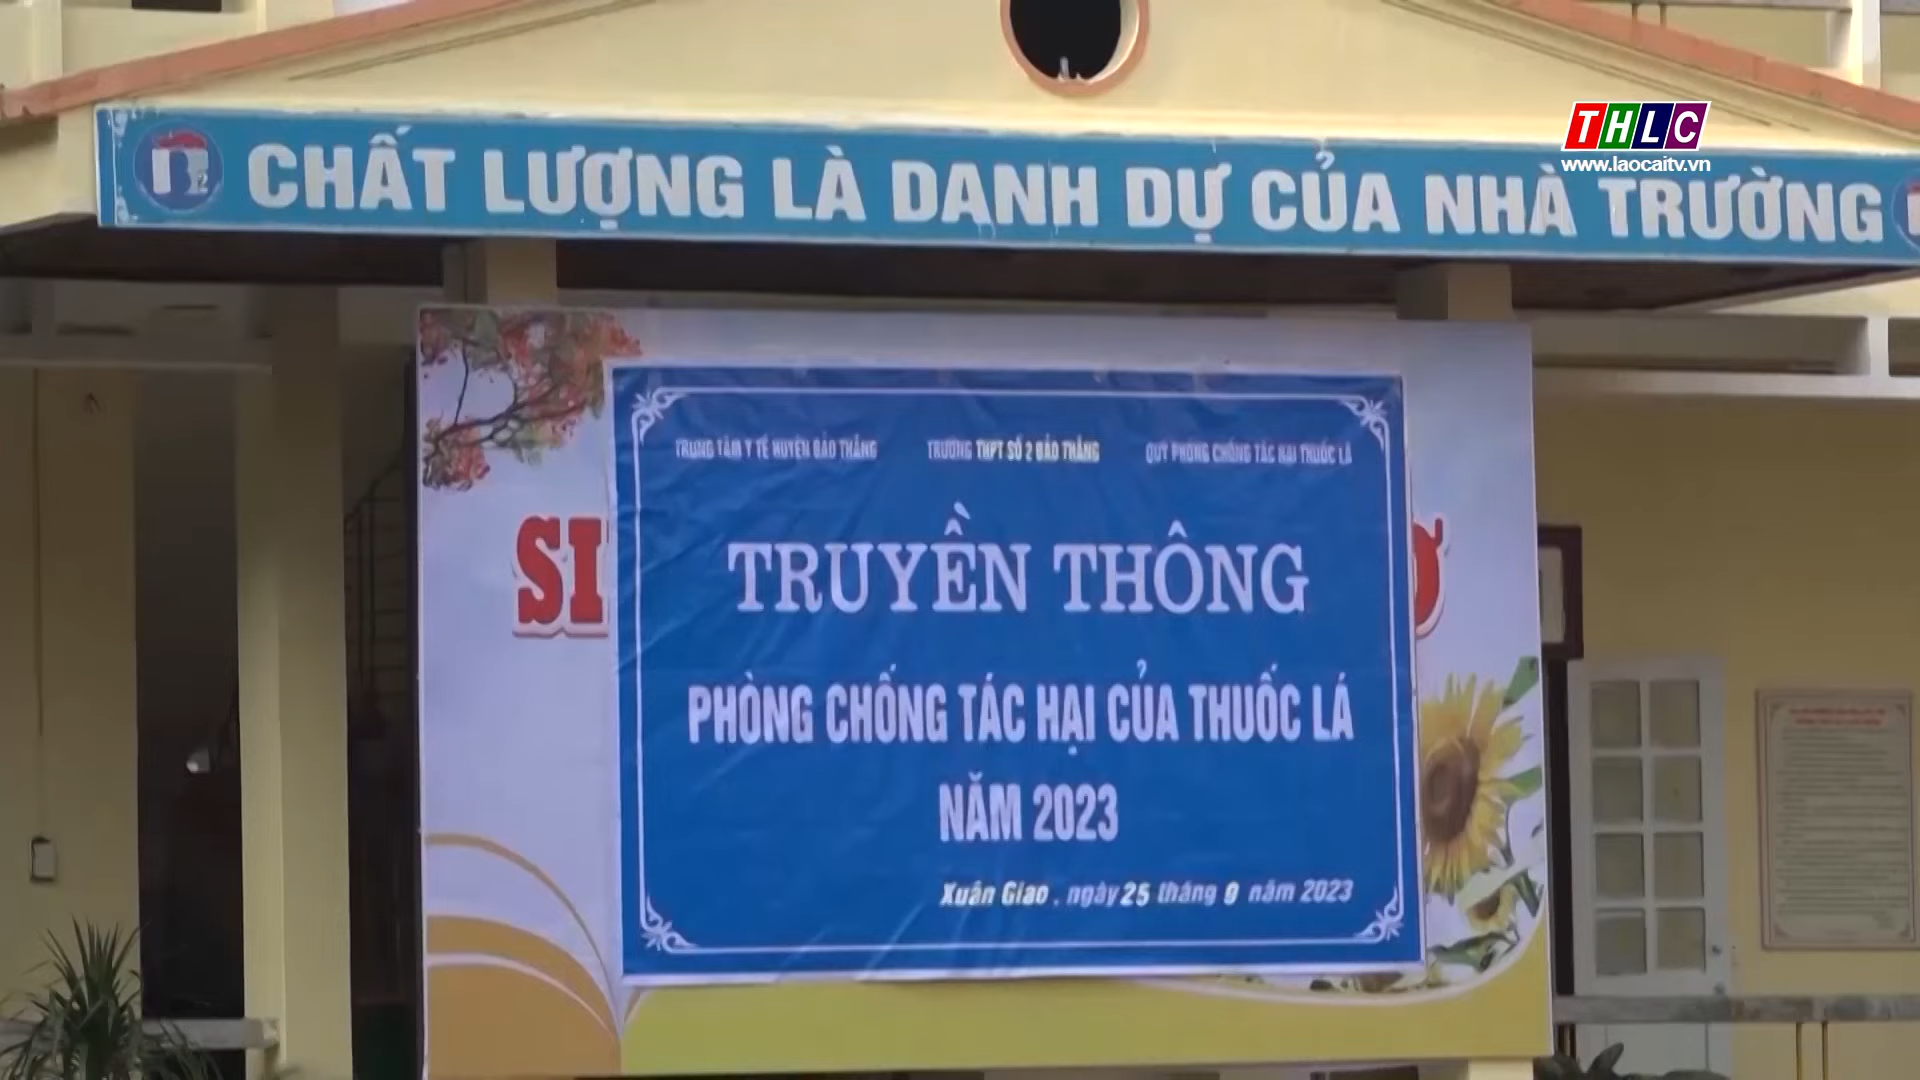 THLC
www.laocaitv.vn
CHẤT LƯỢNG LÀ DANH DỰ CỦA NHÀ TRƯỜNG
TRUNG TÂM Y TẾ HUYỆN BẢO THẮNG
TRƯỜNG THPT SỐ 2 BẢO THẮNG
QUỸ PHÒNG CHỐNG TÁC HẠI THUỐC LÁ
SI
TRUYỀN THÔNG
PHÒNG CHỐNG TÁC HẠI CỦA THUỐC LÁ
NĂM 2023
Xuân Giao, ngày 25 tháng 9 năm 2023